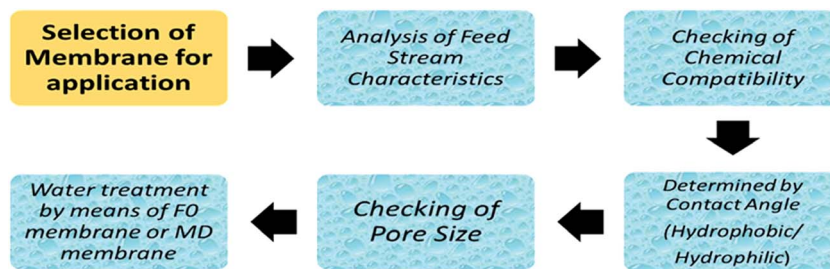 Selection of
Membrane for
application
Analysis of Feed
Stream
Characteristics
Checking of
Chemical
Compatibility
Determined by
Contact Angle
(Hydrophobic/
Hydrophilic)
Checking of
Pore Size
Water treatment
by means of F0
membrane or MD
membrane